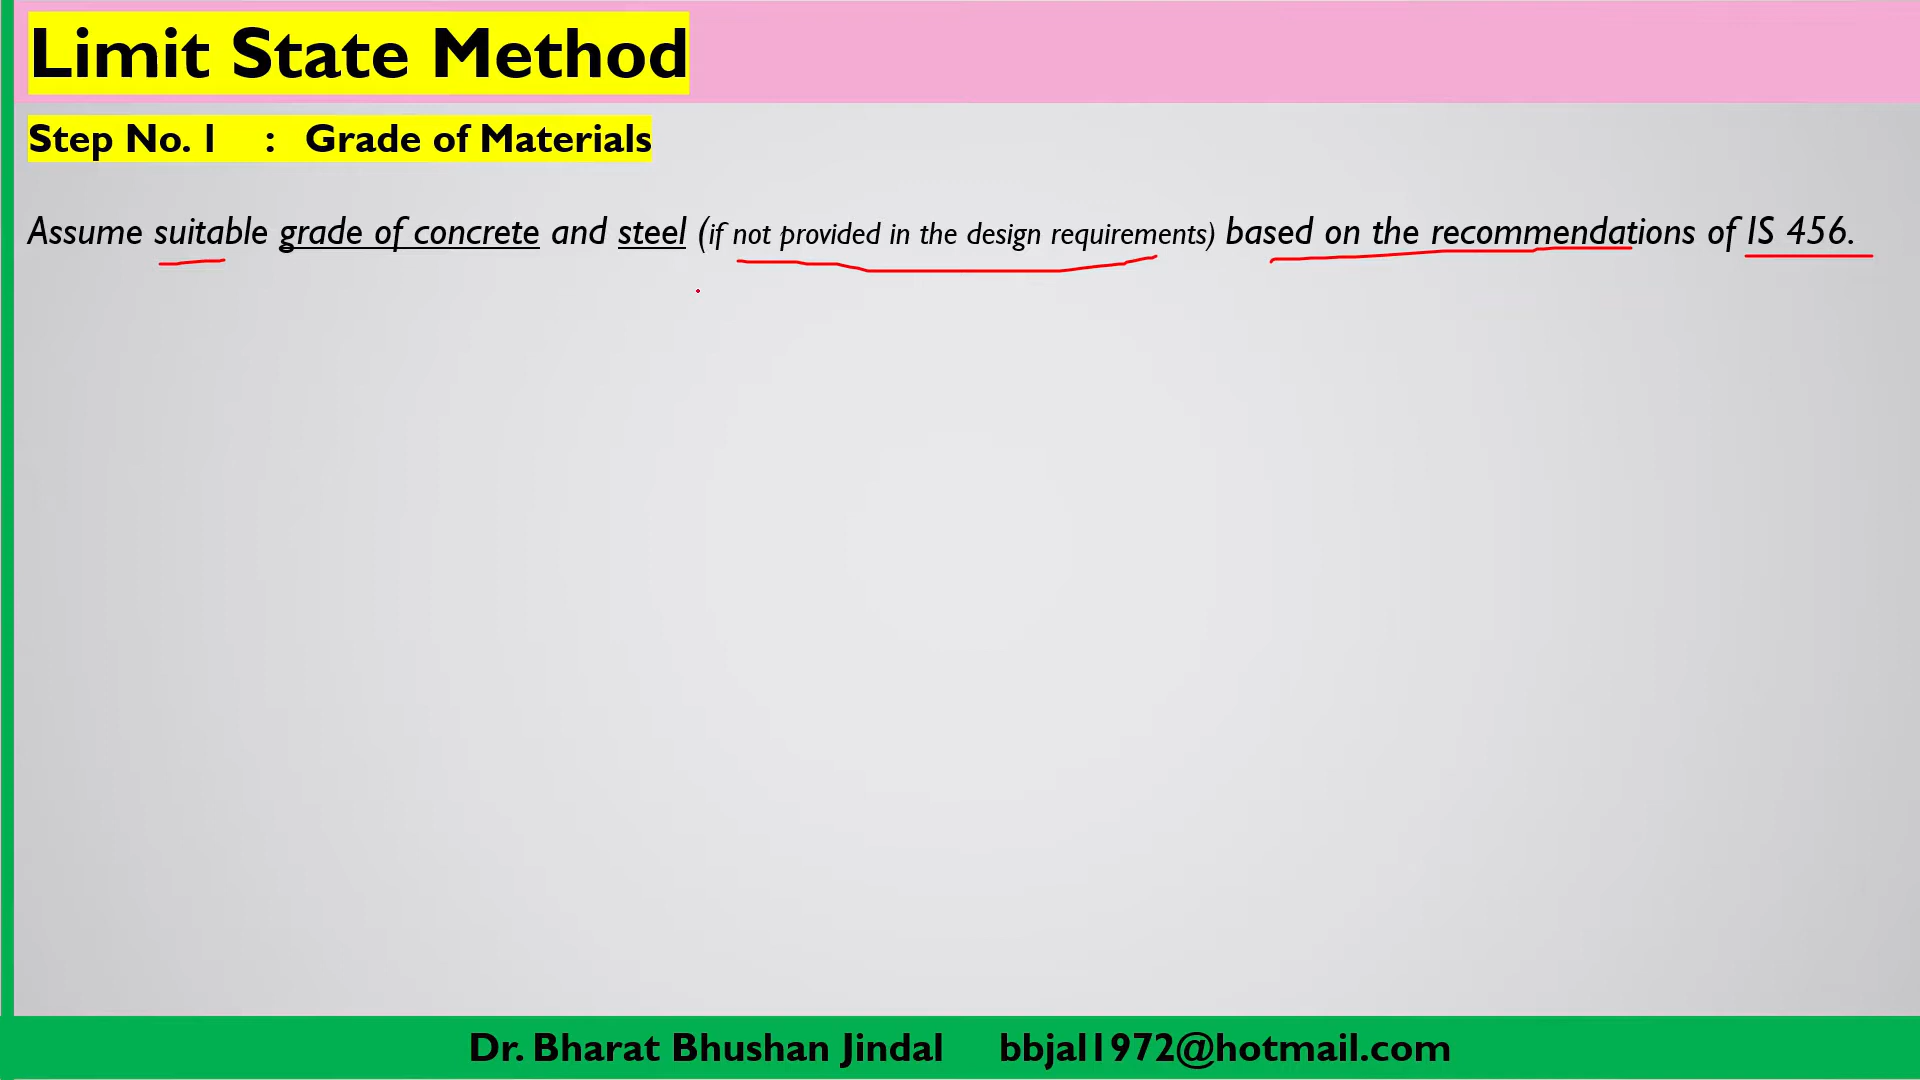 Limit State Method
Step No. 1 : Grade of Materials
Assume suitable grade of concrete and steel (if not provided in the design requirements) based on the recommendations of IS 456.
Dr. Bharat Bhushan Jindal bbjal1972@hotmail.com